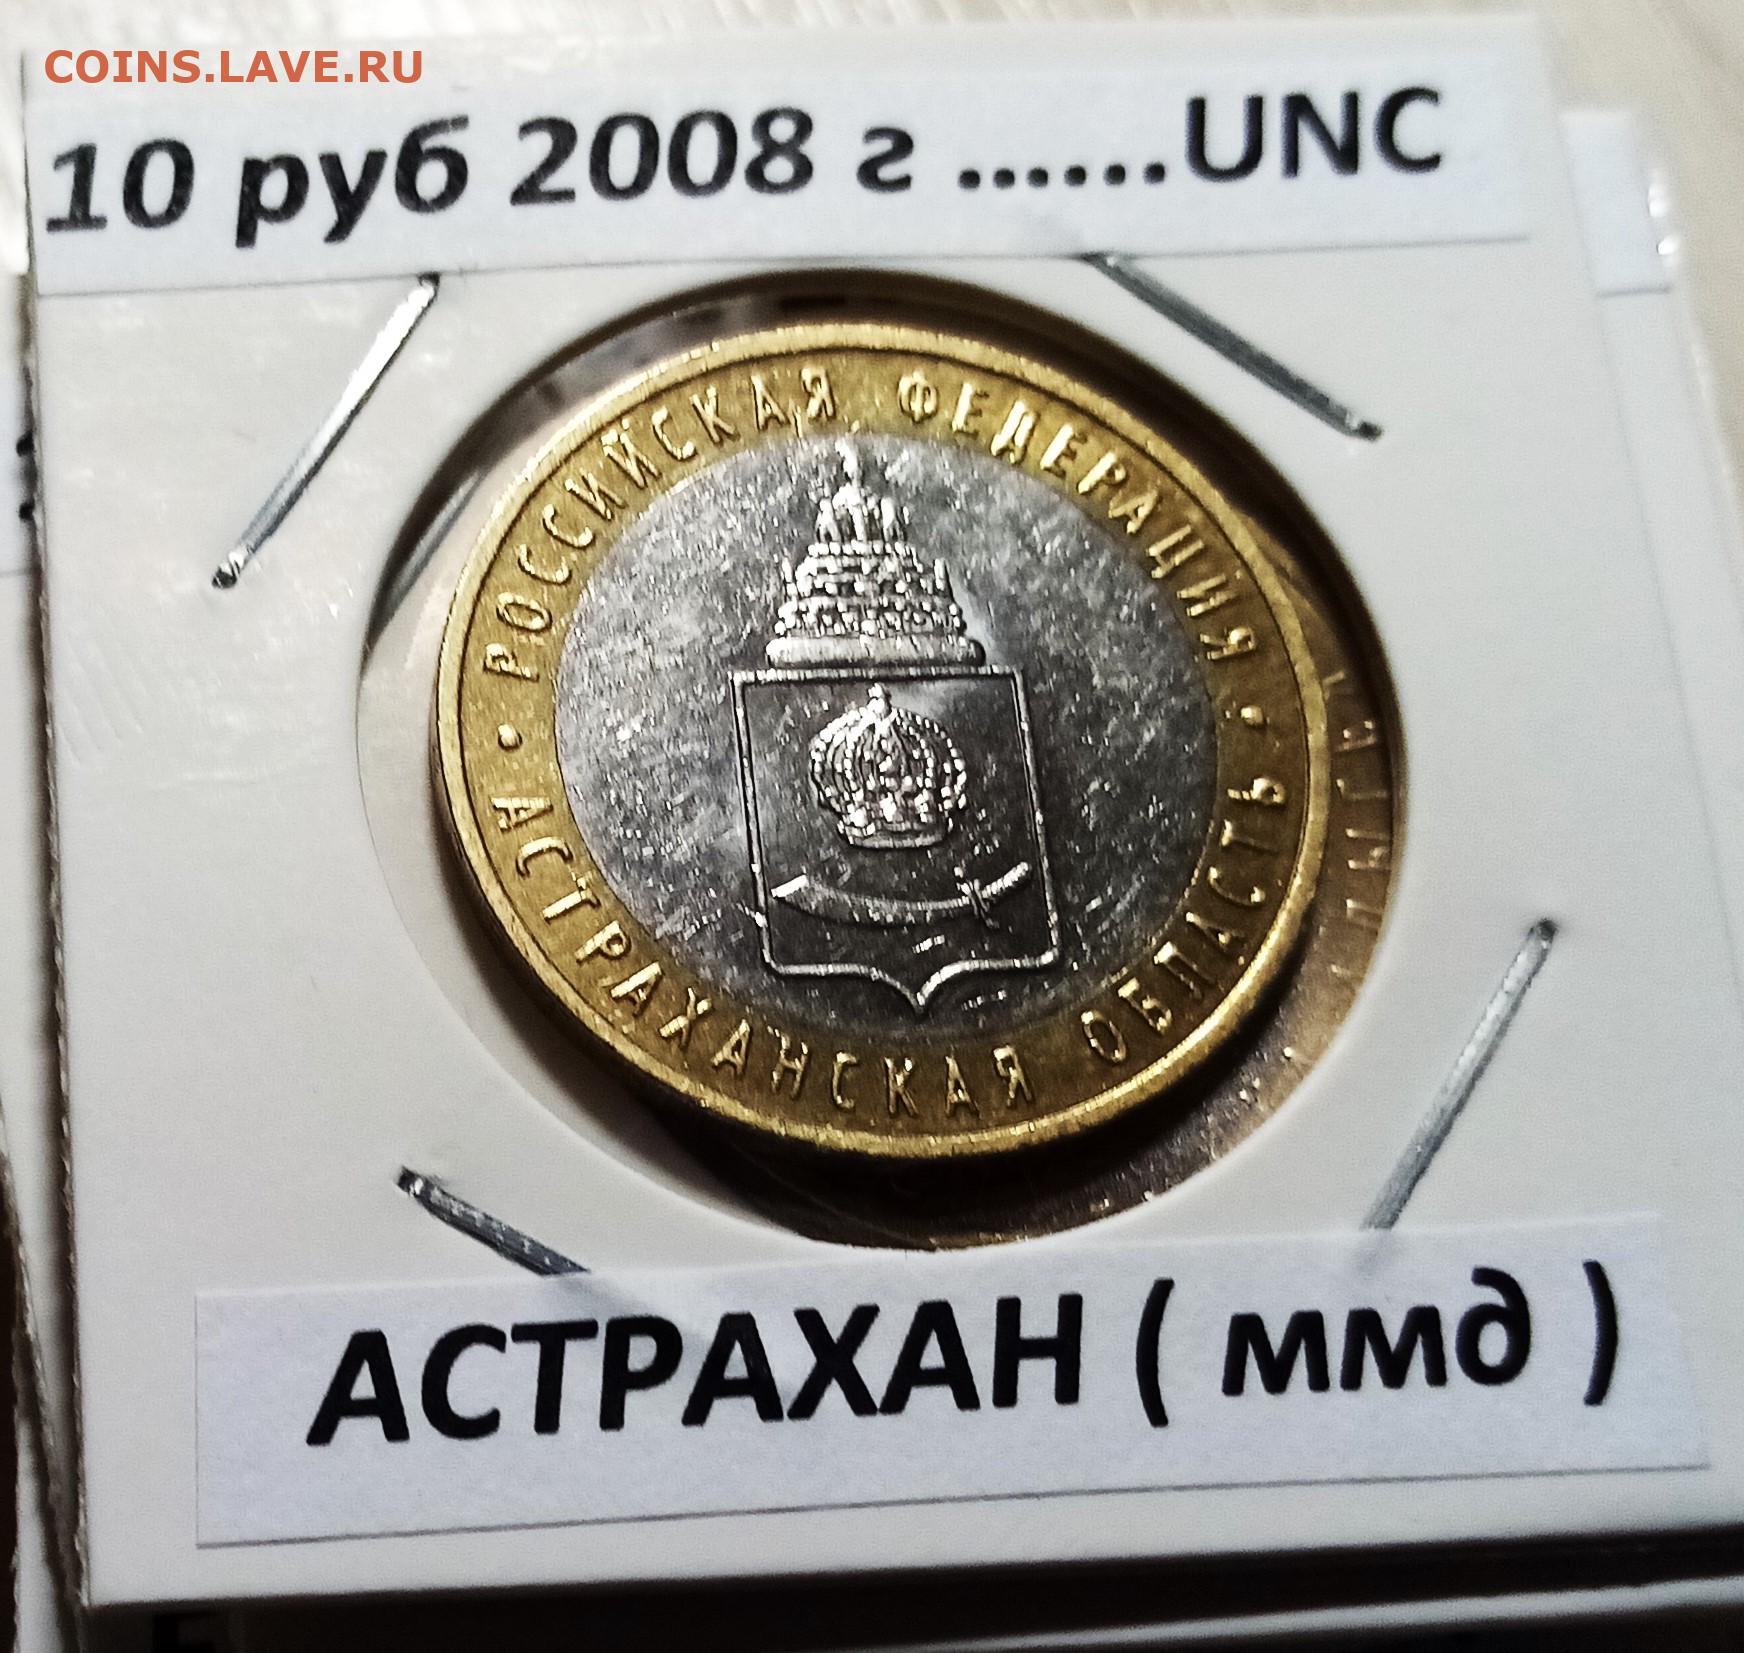 COINS.LAVE.RU
10 руб 2008 г ......UNC
РОССИЙСКАЯ ФЕДЕРАЦИЯ
• АСТРАХАНСКАЯ ОБЛАСТЬ •
АСТРАХАН ( ммд )